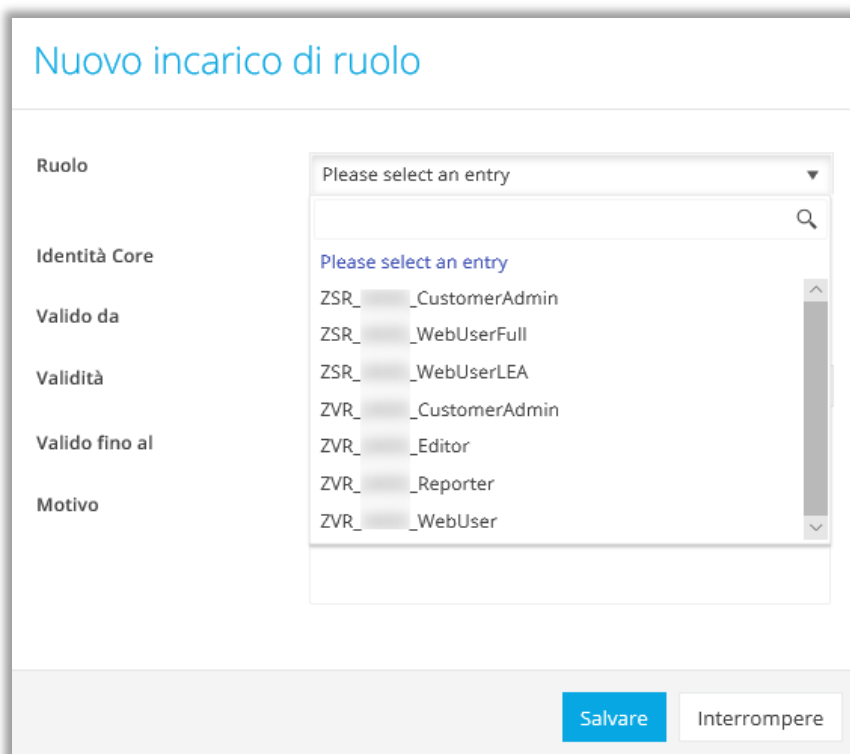 Nuovo incarico di ruolo
Ruolo
Please select an entry
Identità Core
Please select an entry
ZSR_ _CustomerAdmin
Valido da
ZSR_ _WebUserFull
Validità
ZSR_ _WebUserLEA
ZVR_ _CustomerAdmin
Valido fino al
ZVR_ _Editor
ZVR_ _Reporter
Motivo
ZVR_ _WebUser
Salvare
Interrompere